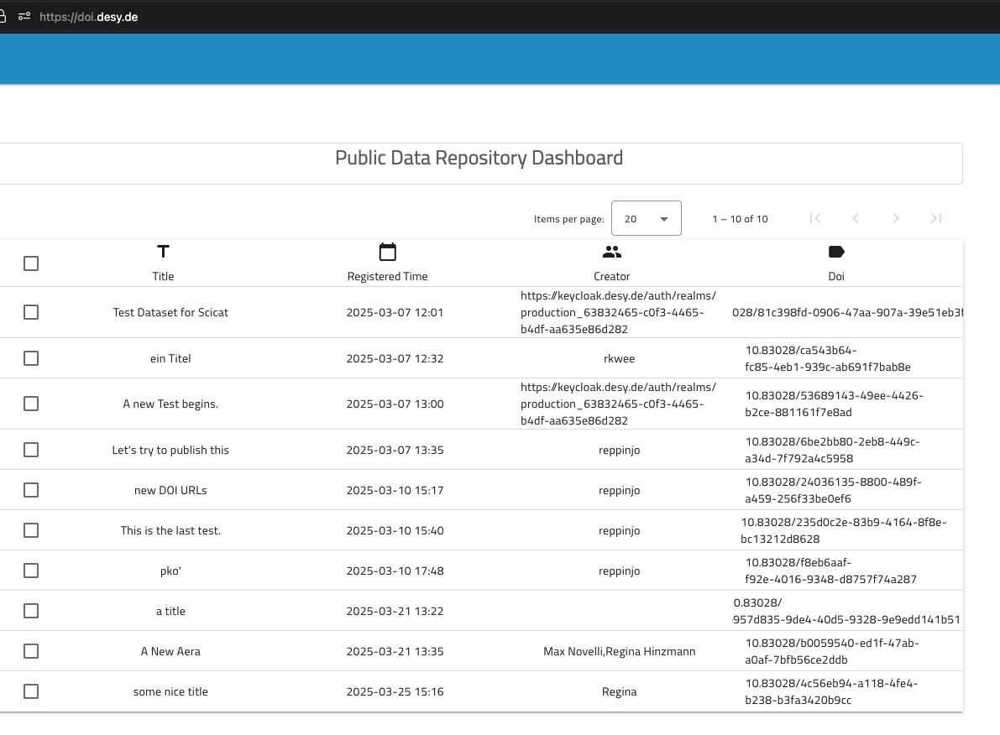 https://doi.desy.de
Public Data Repository Dashboard
Items per page: 20 1 – 10 of 10
Title Registered Time Creator Doi
https://keycloak.desy.de/auth/realms/
Test Dataset for Scicat 2025-03-07 12:01 production_63832465-c0f3-4465- 028/81c398fd-0906-47aa-907a-39e51eb3f
b4df-aa635e86d282
10.83028/ca543b64-
ein Titel 2025-03-07 12:32 rkwee
fc85-4eb1-939c-ab691f7bab8e
https://keycloak.desy.de/auth/realms/
10.83028/53689143-49ee-4426-
A new Test begins. 2025-03-07 13:00 production_63832465-c0f3-4465-
b2ce-881161f7e8ad
b4df-aa635e86d282
10.83028/6be2bb80-2eb8-449c-
Let's try to publish this 2025-03-07 13:35 reppinjo
a34d-7f792a4c5958
10.83028/24036135-8800-489f-
new DOI URLs 2025-03-10 15:17 reppinjo
a459-256f33be0ef6
10.83028/235d0c2e-83b9-4164-8f8e-
This is the last test. 2025-03-10 15:40 reppinjo
bc13212d8628
10.83028/f8eb6aaf-
pko' 2025-03-10 17:48 reppinjo
f92e-4016-9348-d8757f74a287
0.83028/
a title 2025-03-21 13:22
957d835-9de4-40d5-9328-9e9edd141b51
10.83028/b0059540-ed1f-47ab-
A New Aera 2025-03-21 13:35 Max Novelli,Regina Hinzmann
a0af-7bfb56ce2ddb
10.83028/4c56eb94-a118-4fe4-
some nice title 2025-03-25 15:16 Regina
b238-b3fa3420b9cc